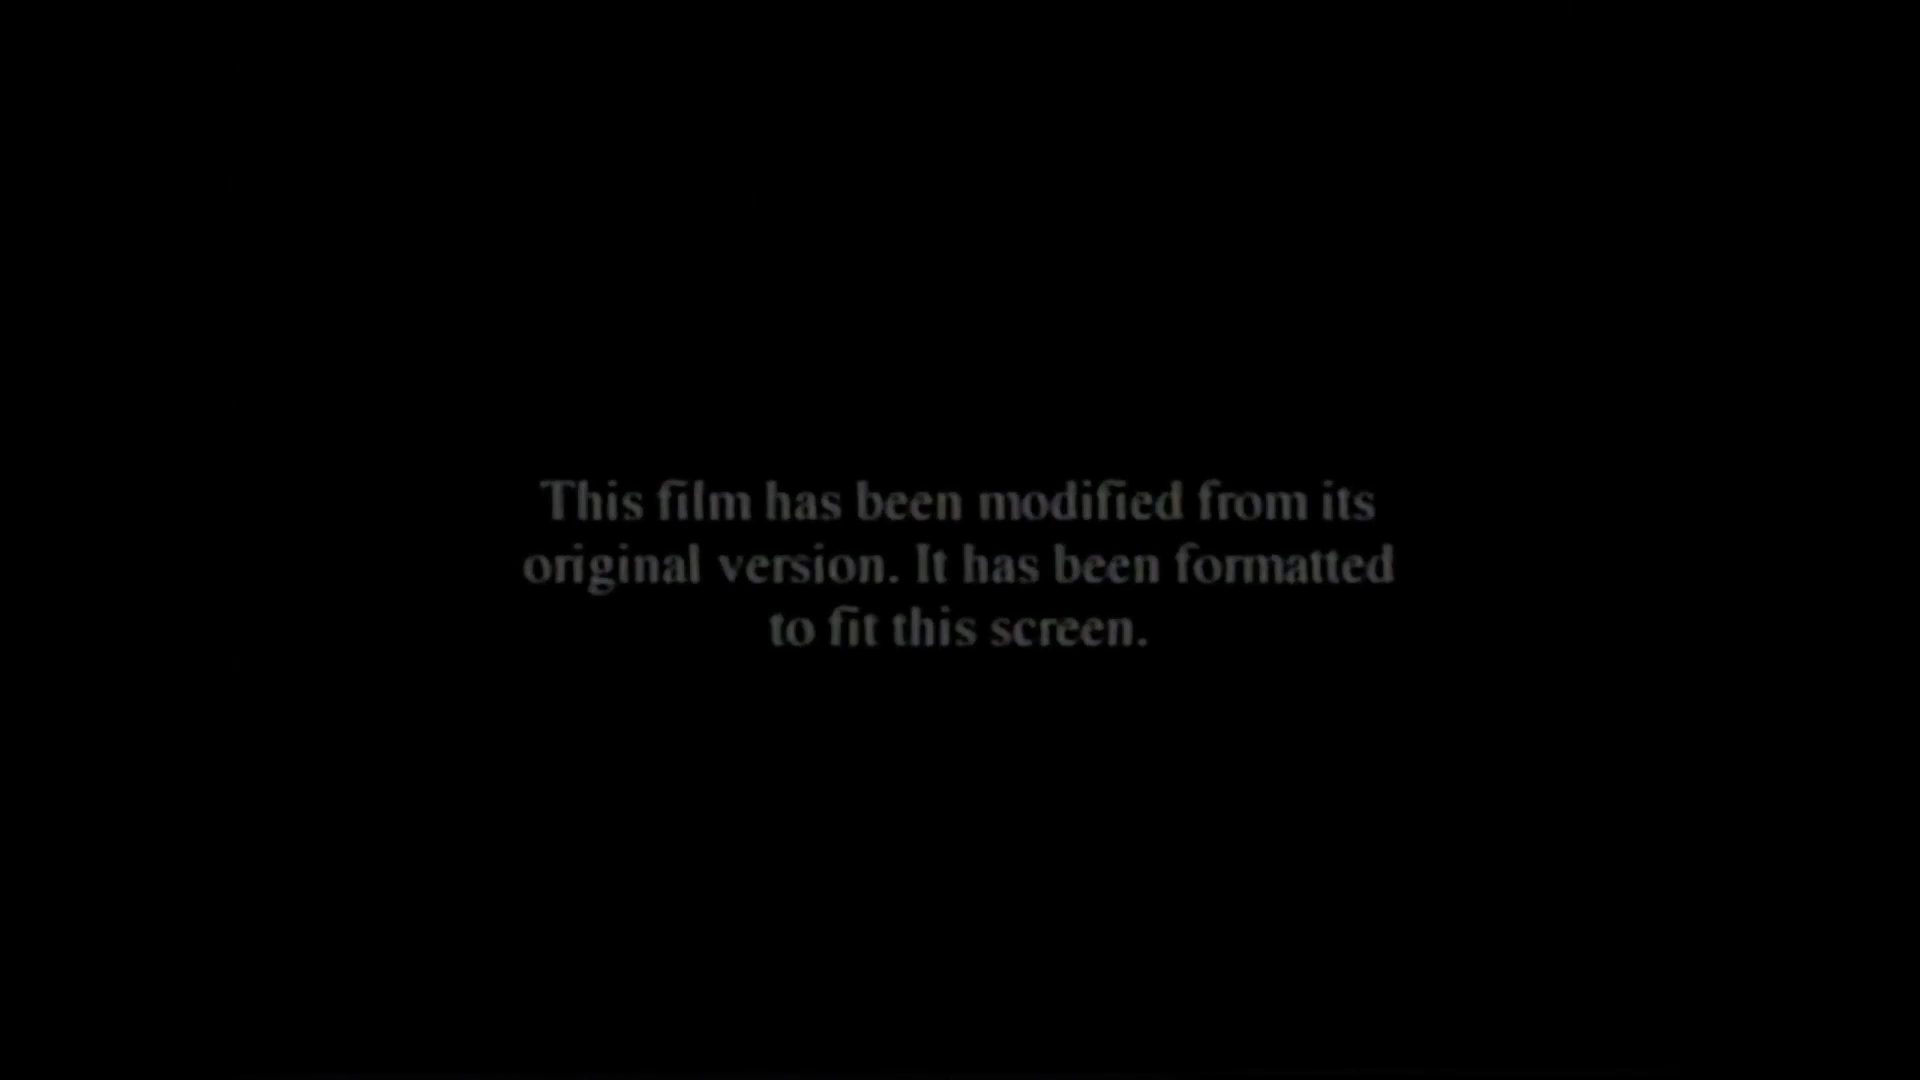 This film has been modified from its
original version. It has been formatted
to fit this screen.